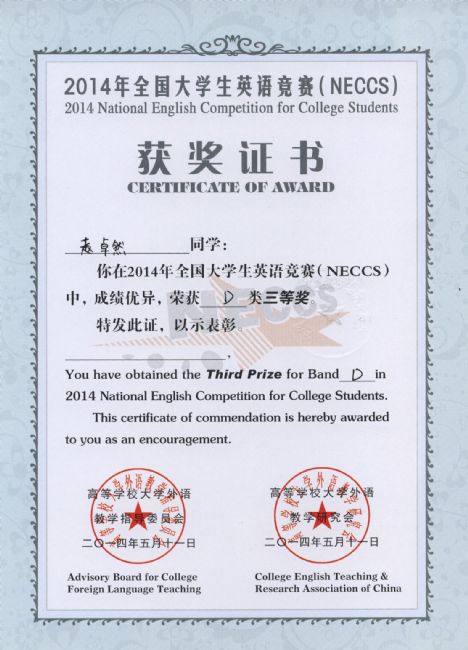 2014年全国大学生英语竞赛(NECCS)
2014 National English Competition for College Students
获奖证书
CERTIFICATE OF AWARD
赵卓然 同学:
你在2014年全国大学生英语竞赛(NECCS)
中,成绩优异,荣获 D 类三等奖。
特发此证,以示表彰。
NECCS
,
You have obtained the Third Prize for Band D in
2014 National English Competition for College Students.
This certificate of commendation is hereby awarded
to you as an encouragement.
高等学校大学外语
教学指导委员会
二〇一四年五月十一日
Advisory Board for College
Foreign Language Teaching
高等学校大学外语
教学研究会
二〇一四年五月十一日
College English Teaching &
Research Association of China